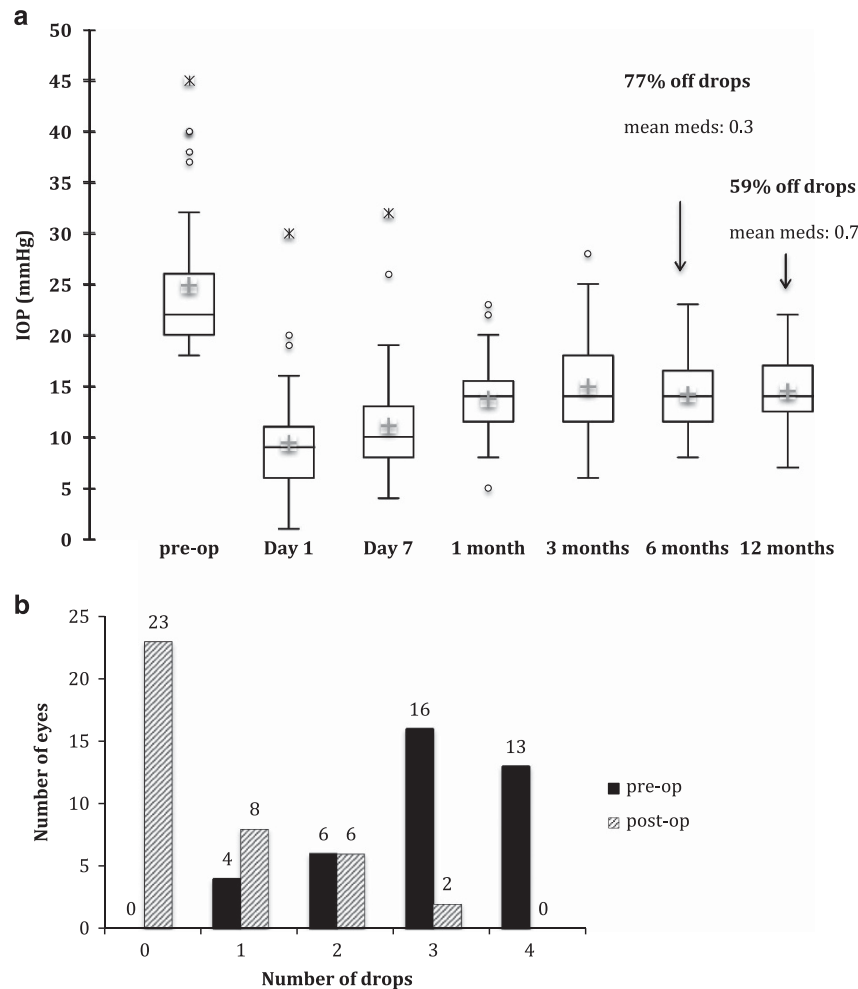 a
50
45
40
35
30
25
20
15
10
5
0
IOP (mmHg)
77% off drops
mean meds: 0.3
59% off drops
mean meds: 0.7
pre-op Day 1 Day 7 1 month 3 months 6 months 12 months
b
25
20
15
10
5
0
Number of eyes
0 23
4 8
6 6
16 2
13 0
0 1 2 3 4
Number of drops
pre-op
post-op